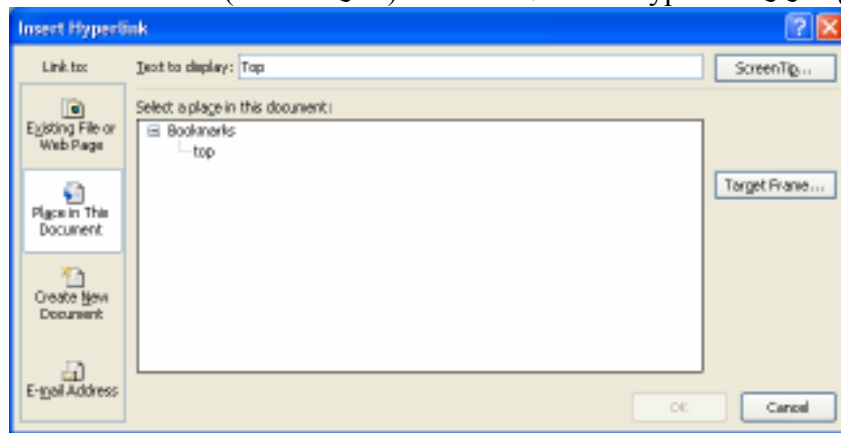 Insert Hyperlink
Link to:
Text to display: Top
ScreenTip...
Select a place in this document:
Existing File or
Web Page
Bookmarks
top
Place in This
Document
Target Frame...
Create New
Document
E-mail Address
OK
Cancel